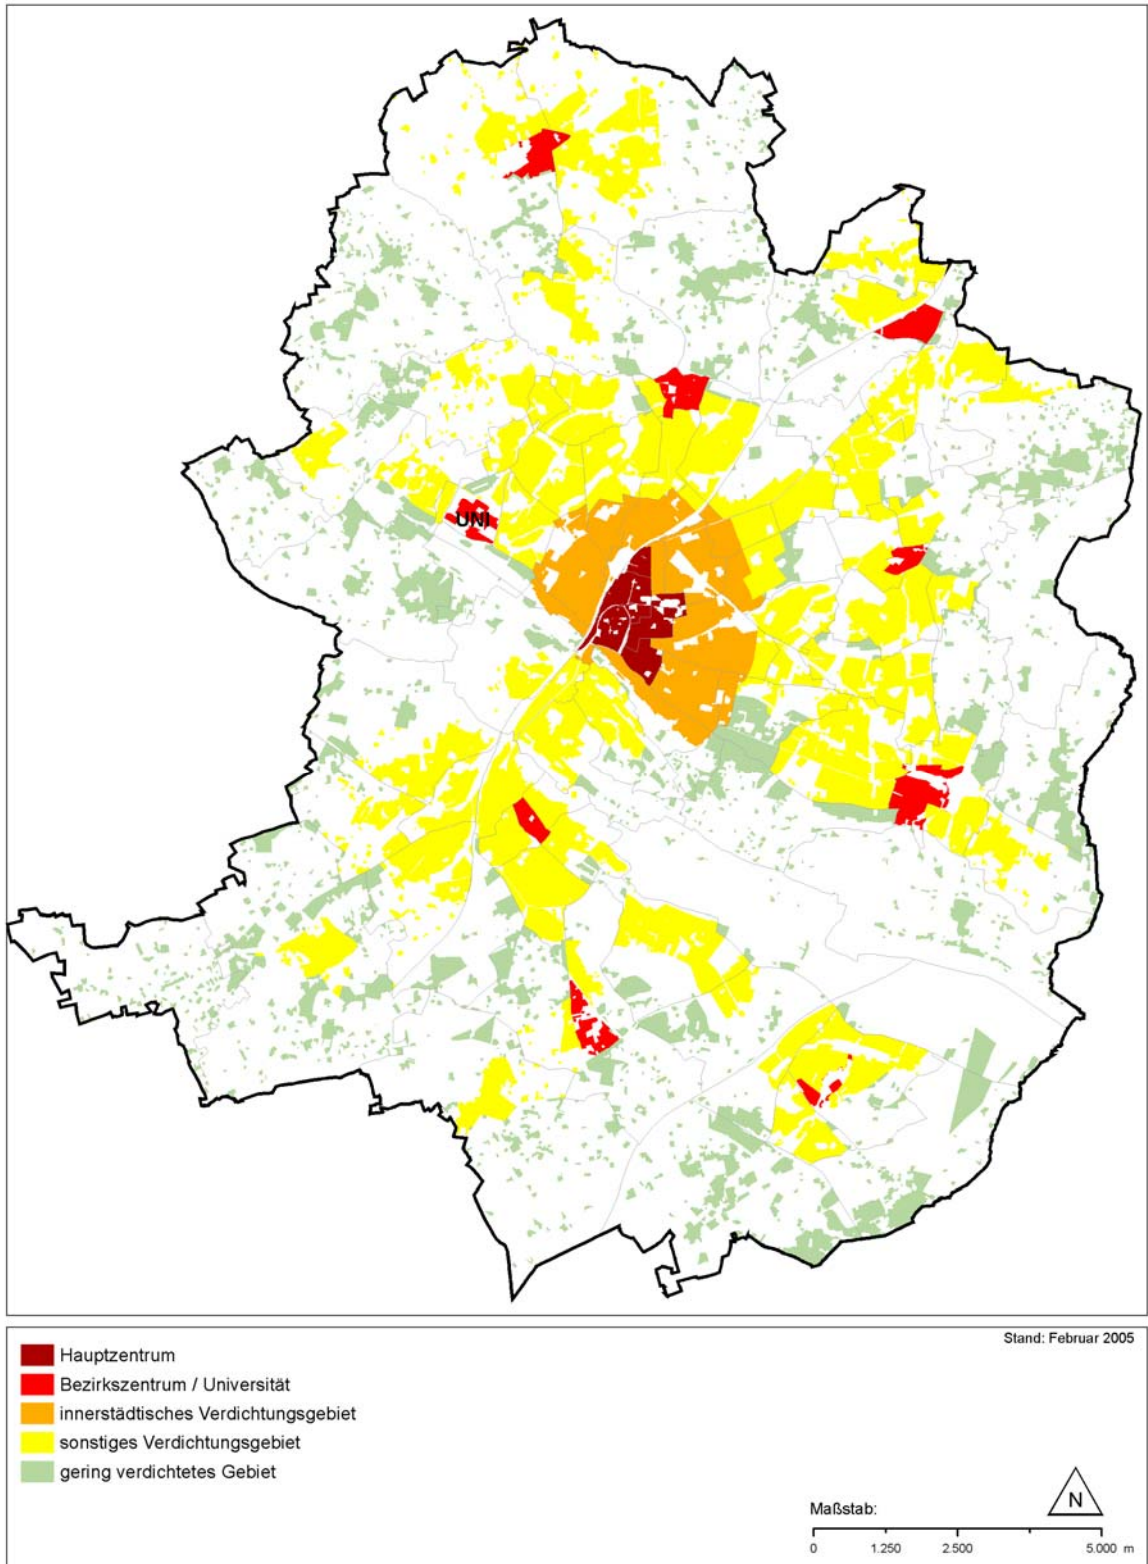 UNI
Stand: Februar 2005
Hauptzentrum
Bezirkszentrum / Universität
innerstädtisches Verdichtungsgebiet
sonstiges Verdichtungsgebiet
gering verdichtetes Gebiet
N
Maßstab:
0 1.250 2.500 5.000 m